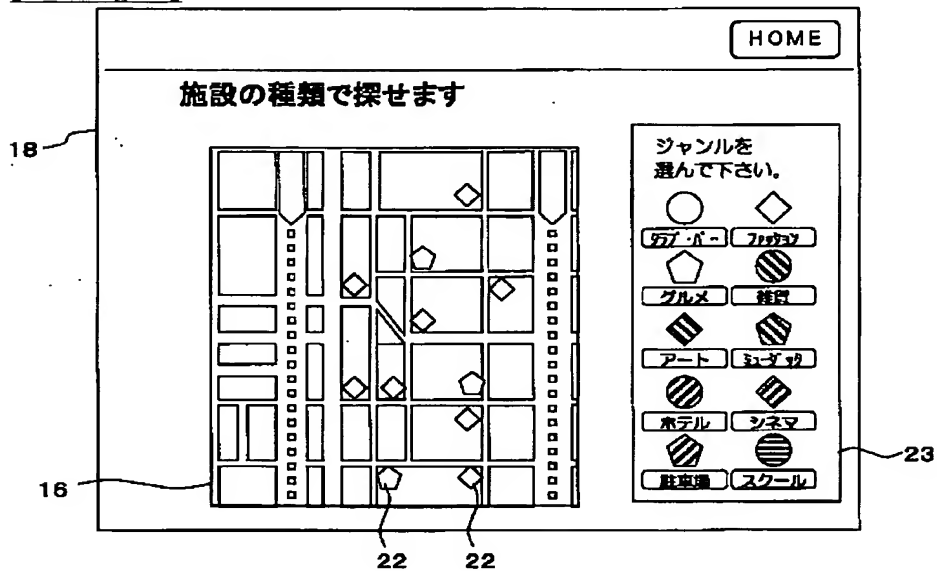 HOME
施設の種類で探せます
18
ジャンルを
選んで下さい。
クラブ・バー ファッション
グルメ 雑貨
アート ミュージック
ホテル シネマ
駐車場 スクール
23
16
22 22